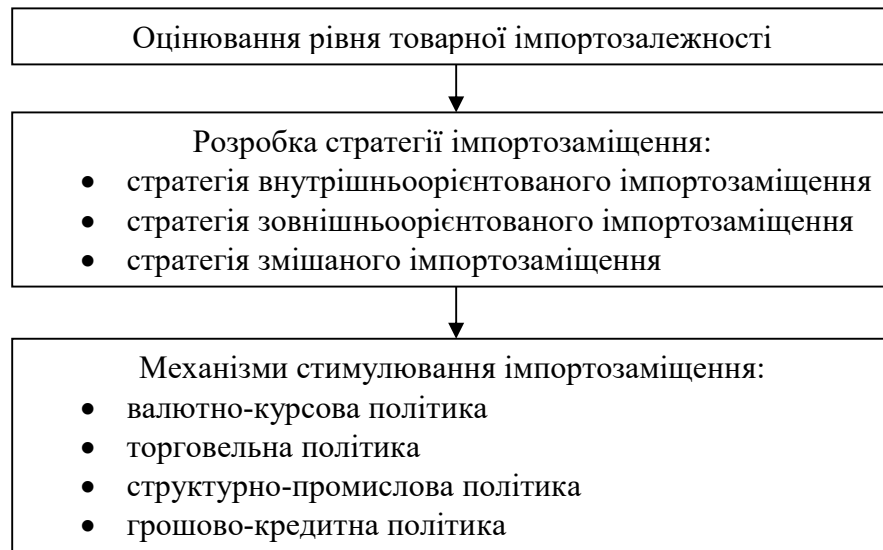 Оцінювання рівня товарної імпортозалежності
Розробка стратегії імпортозаміщення:
• стратегія внутрішньоорієнтованого імпортозаміщення
• стратегія зовнішньоорієнтованого імпортозаміщення
• стратегія змішаного імпортозаміщення
Механізми стимулювання імпортозаміщення:
• валютно-курсова політика
• торговельна політика
• структурно-промислова політика
• грошово-кредитна політика